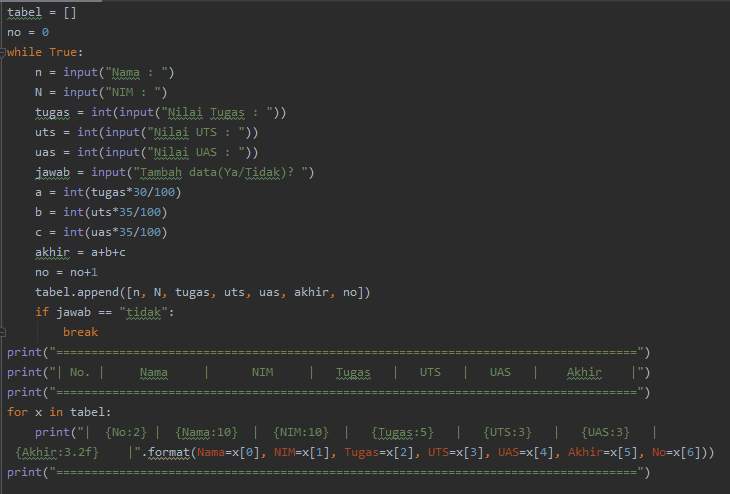 tabel = []
no = 0
while True:
    n = input("Nama : ")
    N = input("NIM : ")
    tugas = int(input("Nilai Tugas : "))
    uts = int(input("Nilai UTS : "))
    uas = int(input("Nilai UAS : "))
    jawab = input("Tambah data(Ya/Tidak)? ")
    a = int(tugas*30/100)
    b = int(uts*35/100)
    c = int(uas*35/100)
    akhir = a+b+c
    no = no+1
    tabel.append([n, N, tugas, uts, uas, akhir, no])
    if jawab == "tidak":
        break
print("===================================================================================")
print("| No. |     Nama     |      NIM     |   Tugas   |   UTS   |   UAS   |    Akhir    |")
print("===================================================================================")
for x in tabel:
    print("|  {No:2} |  {Nama:10}  | {NIM:10}  |   {Tugas:5}   |   {UTS:3}   |   {UAS:3}   |
 {Akhir:3.2f}    |".format(Nama=x[0], NIM=x[1], Tugas=x[2], UTS=x[3], UAS=x[4], Akhir=x[5], No=x[6]))
print("===================================================================================")